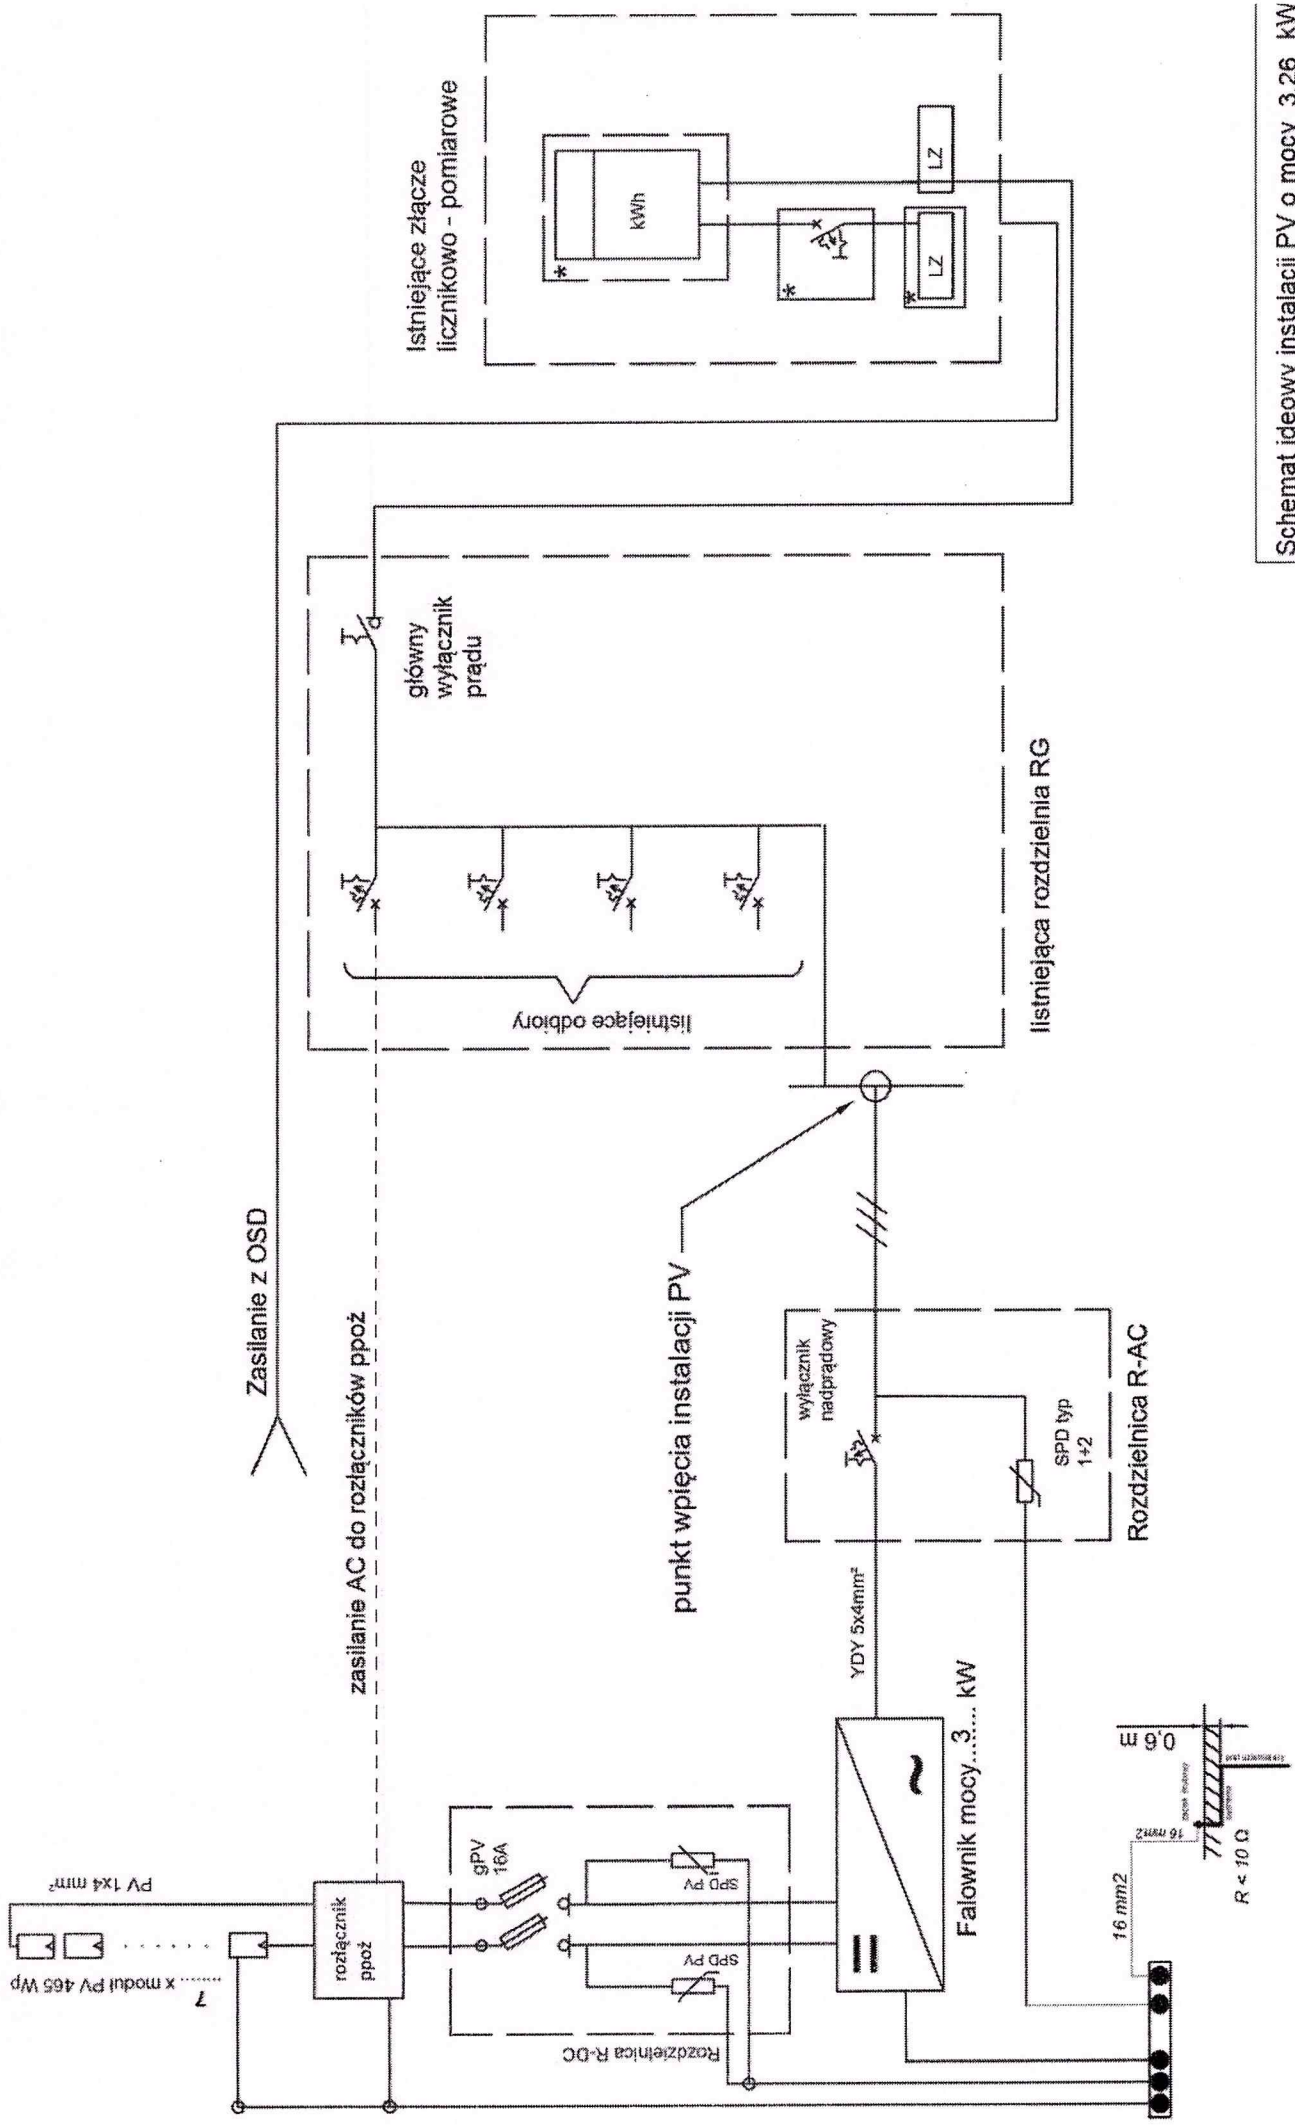 7
......... x moduł PV 465 Wp
PV 1x4 mm²
rozłącznik
ppoż
zasilanie AC do rozłączników ppoż
Zasilanie z OSD
gPV
16A
SPD PV
SPD PV
Rozdzielnica R-DC
Falownik mocy...3...... kW
YDY 5x4mm²
wyłącznik
nadprądowy
SPD typ
1+2
Rozdzielnica R-AC
punkt wpięcia instalacji PV
Iistniejące odbiory
Iistniejąca rozdzielnia RG
główny
wyłącznik
prądu
Istniejące złącze
licznikowo - pomiarowe
*
kWh
*
*
LZ
LZ
16 mm2
16 mm2
0,6 m
R < 10 Ω
Schemat ideowy instalacji PV o mocy 3,26 kW